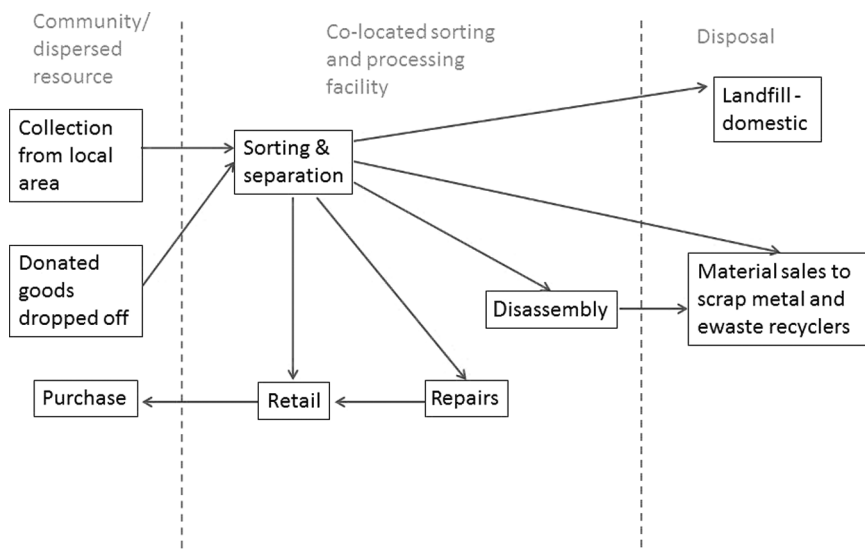 Community/
dispersed
resource
Co-located sorting
and processing
facility
Disposal
Collection
from local
area
Sorting &
separation
Landfill -
domestic
Donated
goods
dropped off
Disassembly
Material sales to
scrap metal and
ewaste recyclers
Purchase
Retail
Repairs